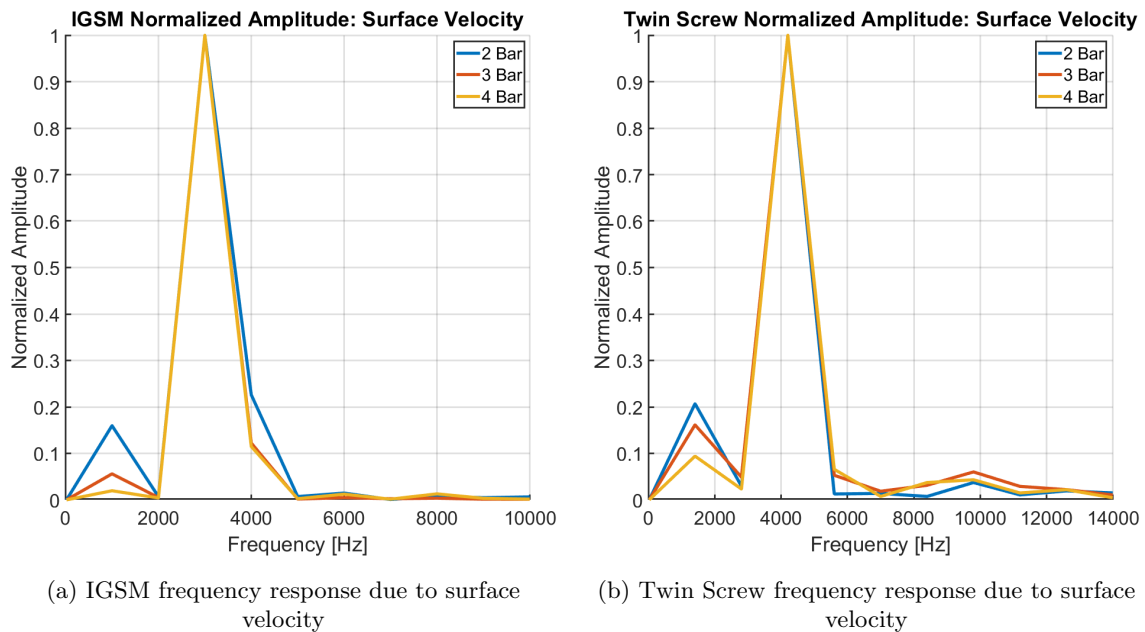 IGSM Normalized Amplitude: Surface Velocity
1
0.9
0.8
0.7
0.6
0.5
0.4
0.3
0.2
0.1
0
Normalized Amplitude
2 Bar
3 Bar
4 Bar
0 2000 4000 6000 8000 10000
Frequency [Hz]
(a) IGSM frequency response due to surface
velocity
Twin Screw Normalized Amplitude: Surface Velocity
1
0.9
0.8
0.7
0.6
0.5
0.4
0.3
0.2
0.1
0
Normalized Amplitude
2 Bar
3 Bar
4 Bar
0 2000 4000 6000 8000 10000 12000 14000
Frequency [Hz]
(b) Twin Screw frequency response due to surface
velocity